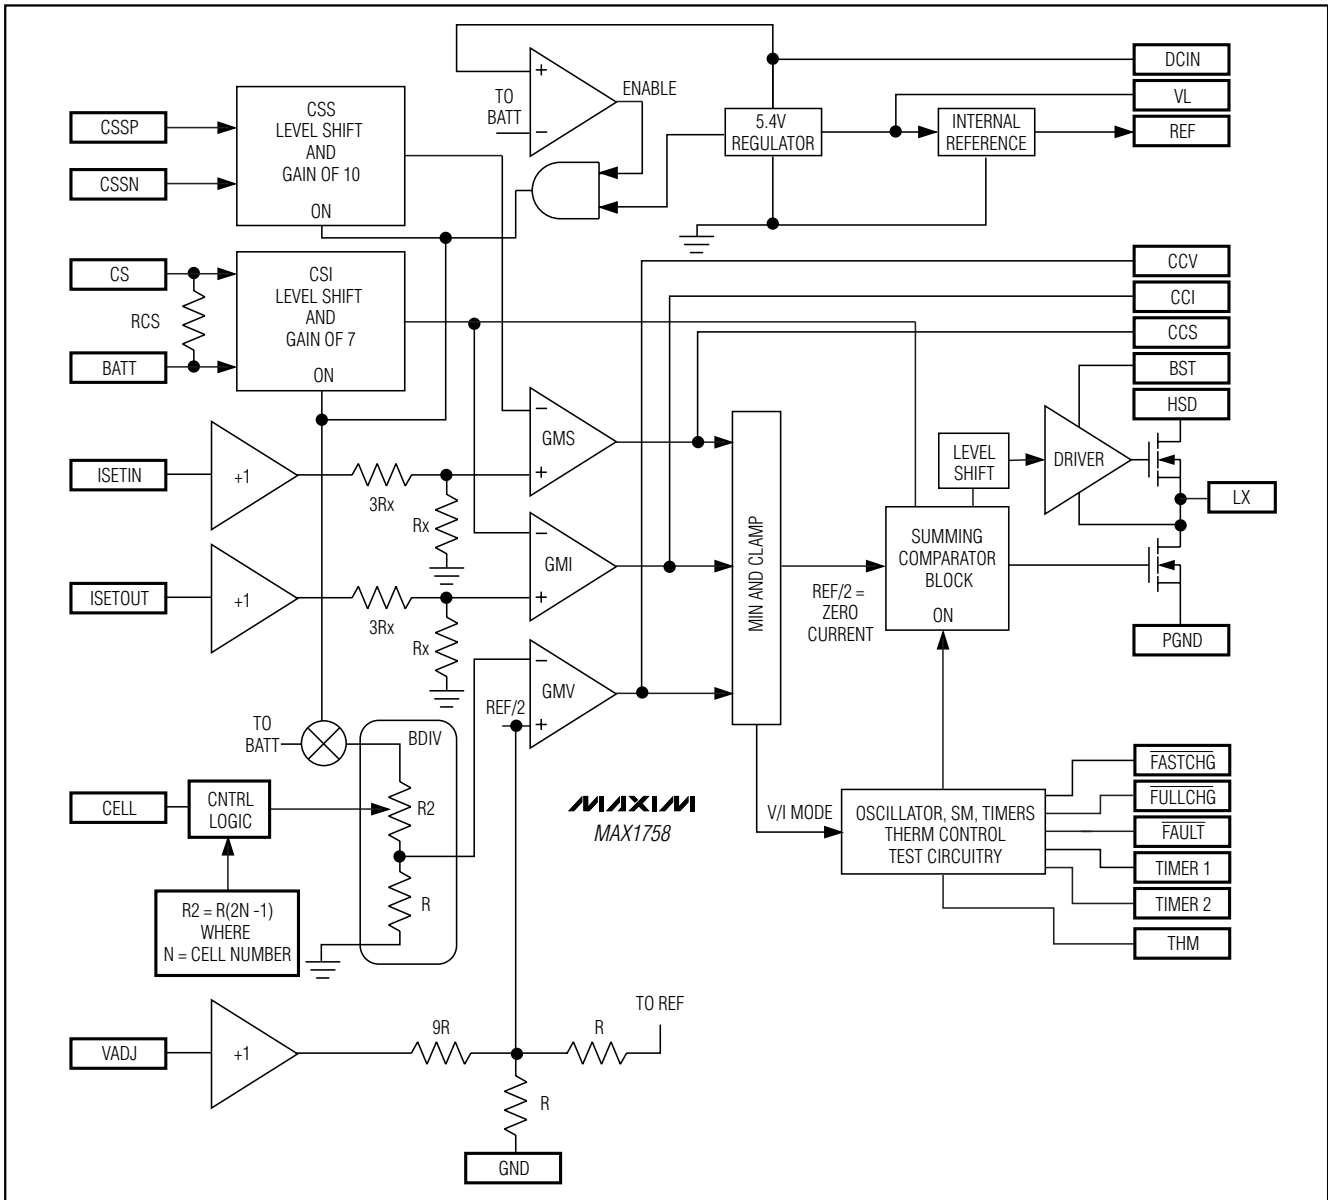 DCIN
VL
REF
TO
BATT
+
−
ENABLE
5.4V
REGULATOR
INTERNAL
REFERENCE
CSSP
CSSN
CSS
LEVEL SHIFT
AND
GAIN OF 10
ON
CS
RCS
BATT
CSI
LEVEL SHIFT
AND
GAIN OF 7
ON
CCV
CCI
CCS
BST
HSD
LX
PGND
ISETIN
+1
3Rx
Rx
−
GMS
+
ISETOUT
+1
3Rx
Rx
−
GMI
+
−
GMV
+
REF/2
MIN AND CLAMP
REF/2 =
ZERO
CURRENT
LEVEL
SHIFT
DRIVER
SUMMING
COMPARATOR
BLOCK
ON
TO
BATT
BDIV
R2
R
CELL
CNTRL
LOGIC
R2 = R(2N -1)
WHERE
N = CELL NUMBER
MAXIM
MAX1758
V/I MODE
OSCILLATOR, SM, TIMERS
THERM CONTROL
TEST CIRCUITRY
FASTCHG
FULLCHG
FAULT
TIMER 1
TIMER 2
THM
VADJ
+1
9R
R
TO REF
R
GND